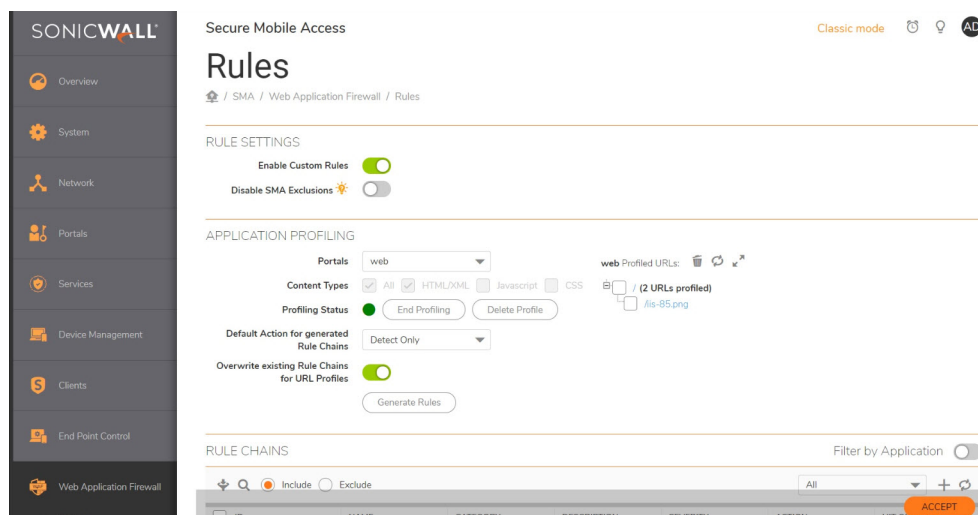 SONICWALL
Overview
System
Network
Portals
Services
Device Management
Clients
End Point Control
Web Application Firewall
Secure Mobile Access
Classic mode
AD
Rules
/ SMA / Web Application Firewall / Rules
RULE SETTINGS
Enable Custom Rules
Disable SMA Exclusions
APPLICATION PROFILING
Portals web
Content Types All HTML/XML Javascript CSS
Profiling Status End Profiling Delete Profile
Default Action for generated
Rule Chains
Detect Only
Overwrite existing Rule Chains
for URL Profiles
Generate Rules
web Profiled URLs:
/ (2 URLs profiled)
/iis-85.png
RULE CHAINS
Filter by Application
Include Exclude All
ACCEPT